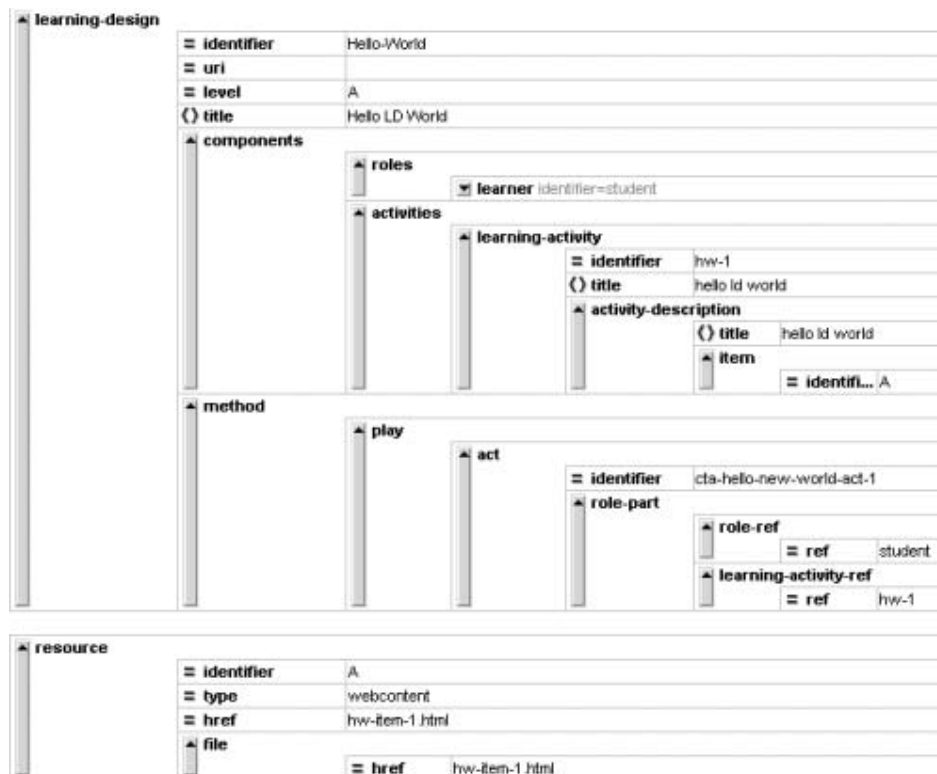 learning-design
= identifier Hello-World
= uri
= level A
() title Hello LD World
components
roles
learner identifier=student
activities
learning-activity
= identifier hw-1
() title hello ld world
activity-description
() title hello ld world
item
= identifi... A
method
play
act
= identifier cta-hello-new-world-act-1
role-part
role-ref
= ref student
learning-activity-ref
= ref hw-1
resource
= identifier A
= type webcontent
= href hw-item-1.html
file
= href hw-item-1.html